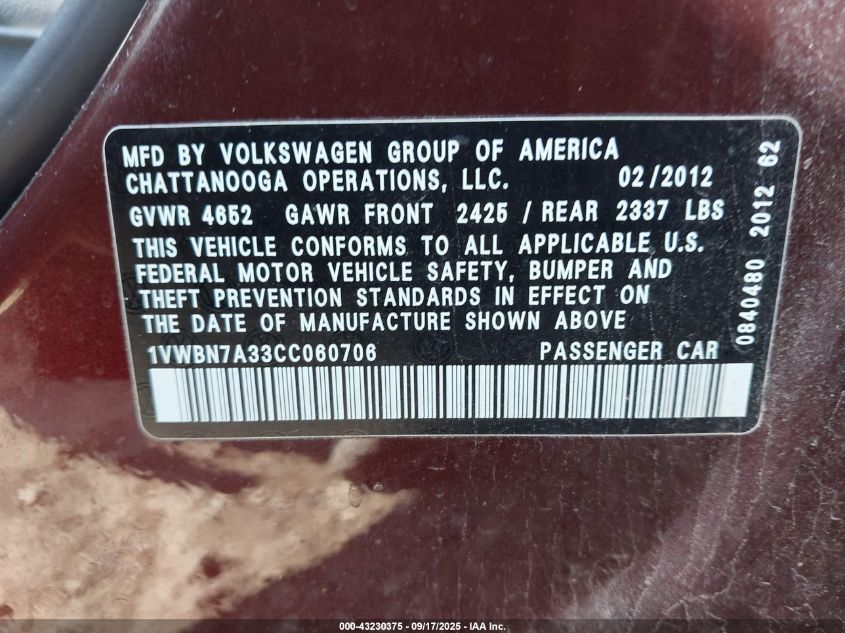 MFD BY VOLKSWAGEN GROUP OF AMERICA
CHATTANOOGA OPERATIONS, LLC. 02/2012
GVWR 4652 GAWR FRONT 2425 / REAR 2337 LBS
THIS VEHICLE CONFORMS TO ALL APPLICABLE U.S.
FEDERAL MOTOR VEHICLE SAFETY, BUMPER AND
THEFT PREVENTION STANDARDS IN EFFECT ON
THE DATE OF MANUFACTURE SHOWN ABOVE
1VWBN7A33CC060706 PASSENGER CAR
0840480 2012 62
000-43230375 - 09/17/2025 - IAA Inc.